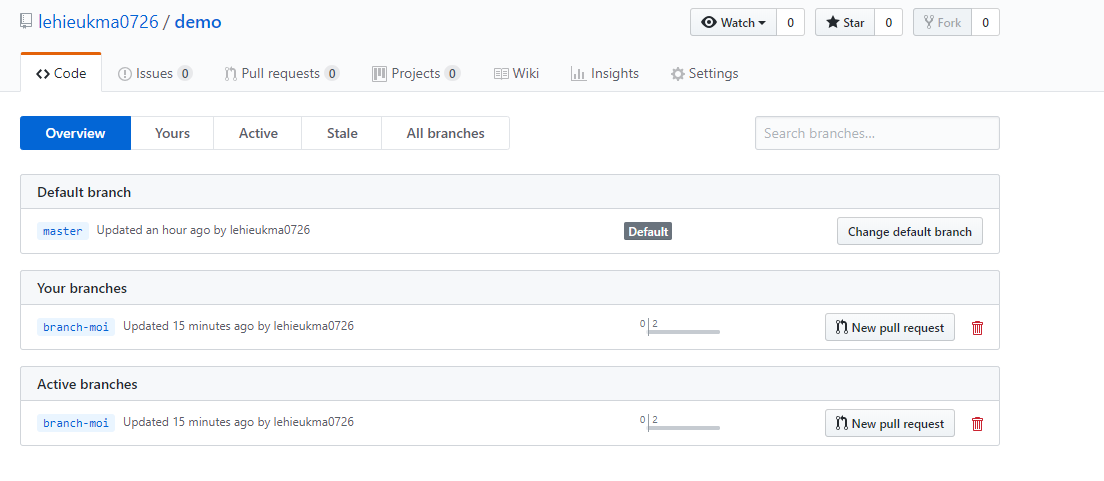 lehieukma0726 / demo
Watch 0 Star 0 Fork 0
Code Issues 0 Pull requests 0 Projects 0 Wiki Insights Settings
Overview Yours Active Stale All branches Search branches...
Default branch
master Updated an hour ago by lehieukma0726 Default Change default branch
Your branches
branch-moi Updated 15 minutes ago by lehieukma0726 0 2 New pull request
Active branches
branch-moi Updated 15 minutes ago by lehieukma0726 0 2 New pull request